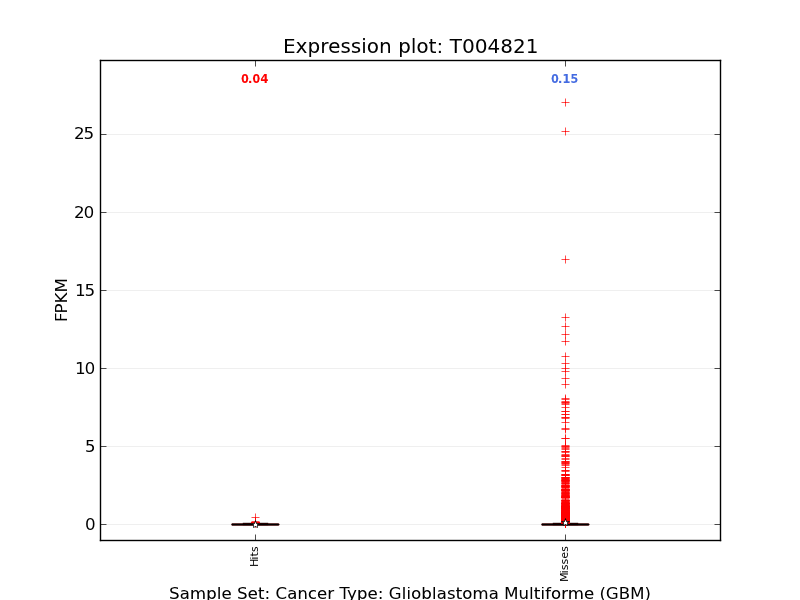 Expression plot: T004821
0.04
0.15
25
20
15
10
5
0
FPKM
Hits
Misses
Sample Set: Cancer Type: Glioblastoma Multiforme (GBM)